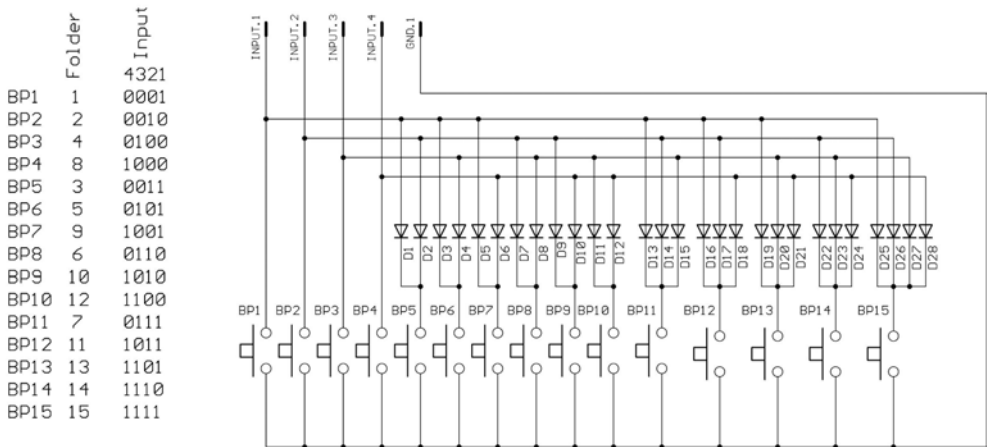 Folder Input
4321
BP1 1 0001
BP2 2 0010
BP3 4 0100
BP4 8 1000
BP5 3 0011
BP6 5 0101
BP7 9 1001
BP8 6 0110
BP9 10 1010
BP10 12 1100
BP11 7 0111
BP12 11 1011
BP13 13 1101
BP14 14 1110
BP15 15 1111
INPUT.1 INPUT.2 INPUT.3 INPUT.4 GND.1
D1 D2 D3 D4 D5 D6 D7 D8 D9 D10 D11 D12 D13 D14 D15 D16 D17 D18 D19 D20 D21 D22 D23 D24 D25 D26 D27 D28
BP1 BP2 BP3 BP4 BP5 BP6 BP7 BP8 BP9 BP10 BP11 BP12 BP13 BP14 BP15